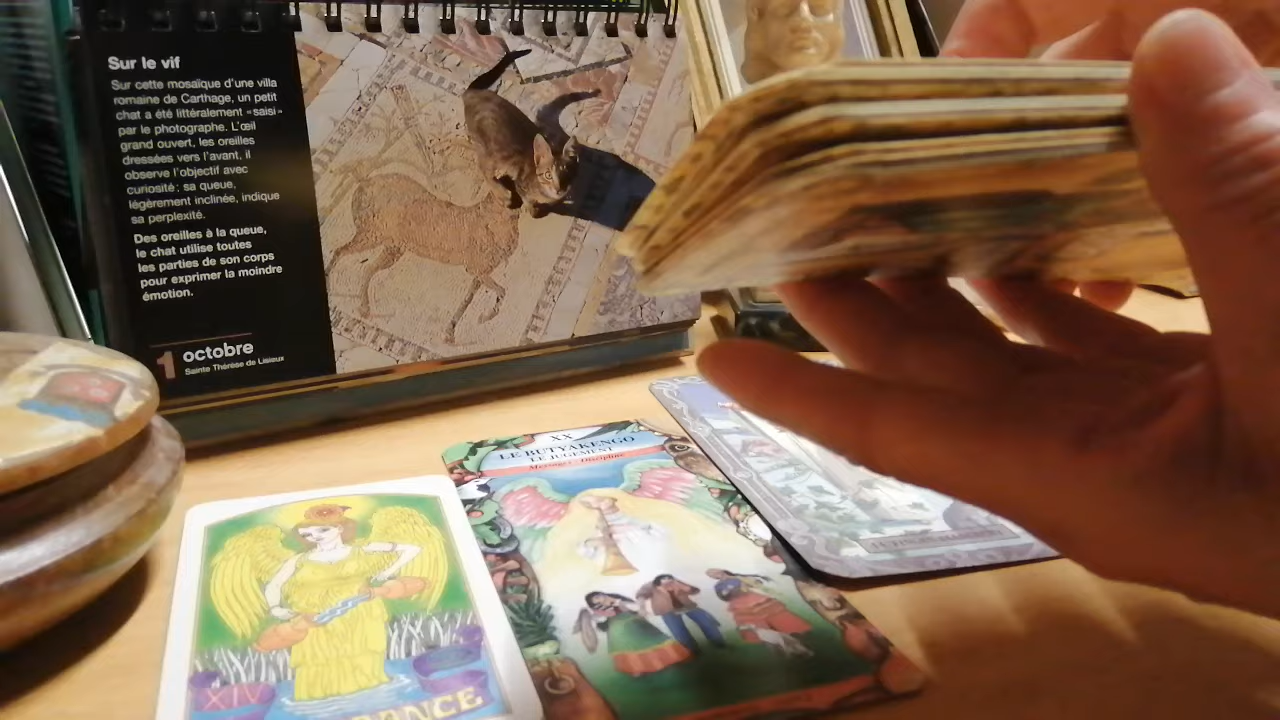 Sur le vif
Sur cette mosaïque d'une villa
romaine de Carthage, un petit
chat a été littéralement «saisi»
par le photographe. L'œil
grand ouvert, les oreilles
dressées vers l'avant, il
observe l'objectif avec
curiosité; sa queue,
légèrement inclinée, indique
sa perplexité.
Des oreilles à la queue,
le chat utilise toutes
les parties de son corps
pour exprimer la moindre
émotion.
1 octobre
Sainte Thérèse de Lisieux
XX
LE BUTYAKENGO
LE JUGEMENT
Messages - Discipline
XIV